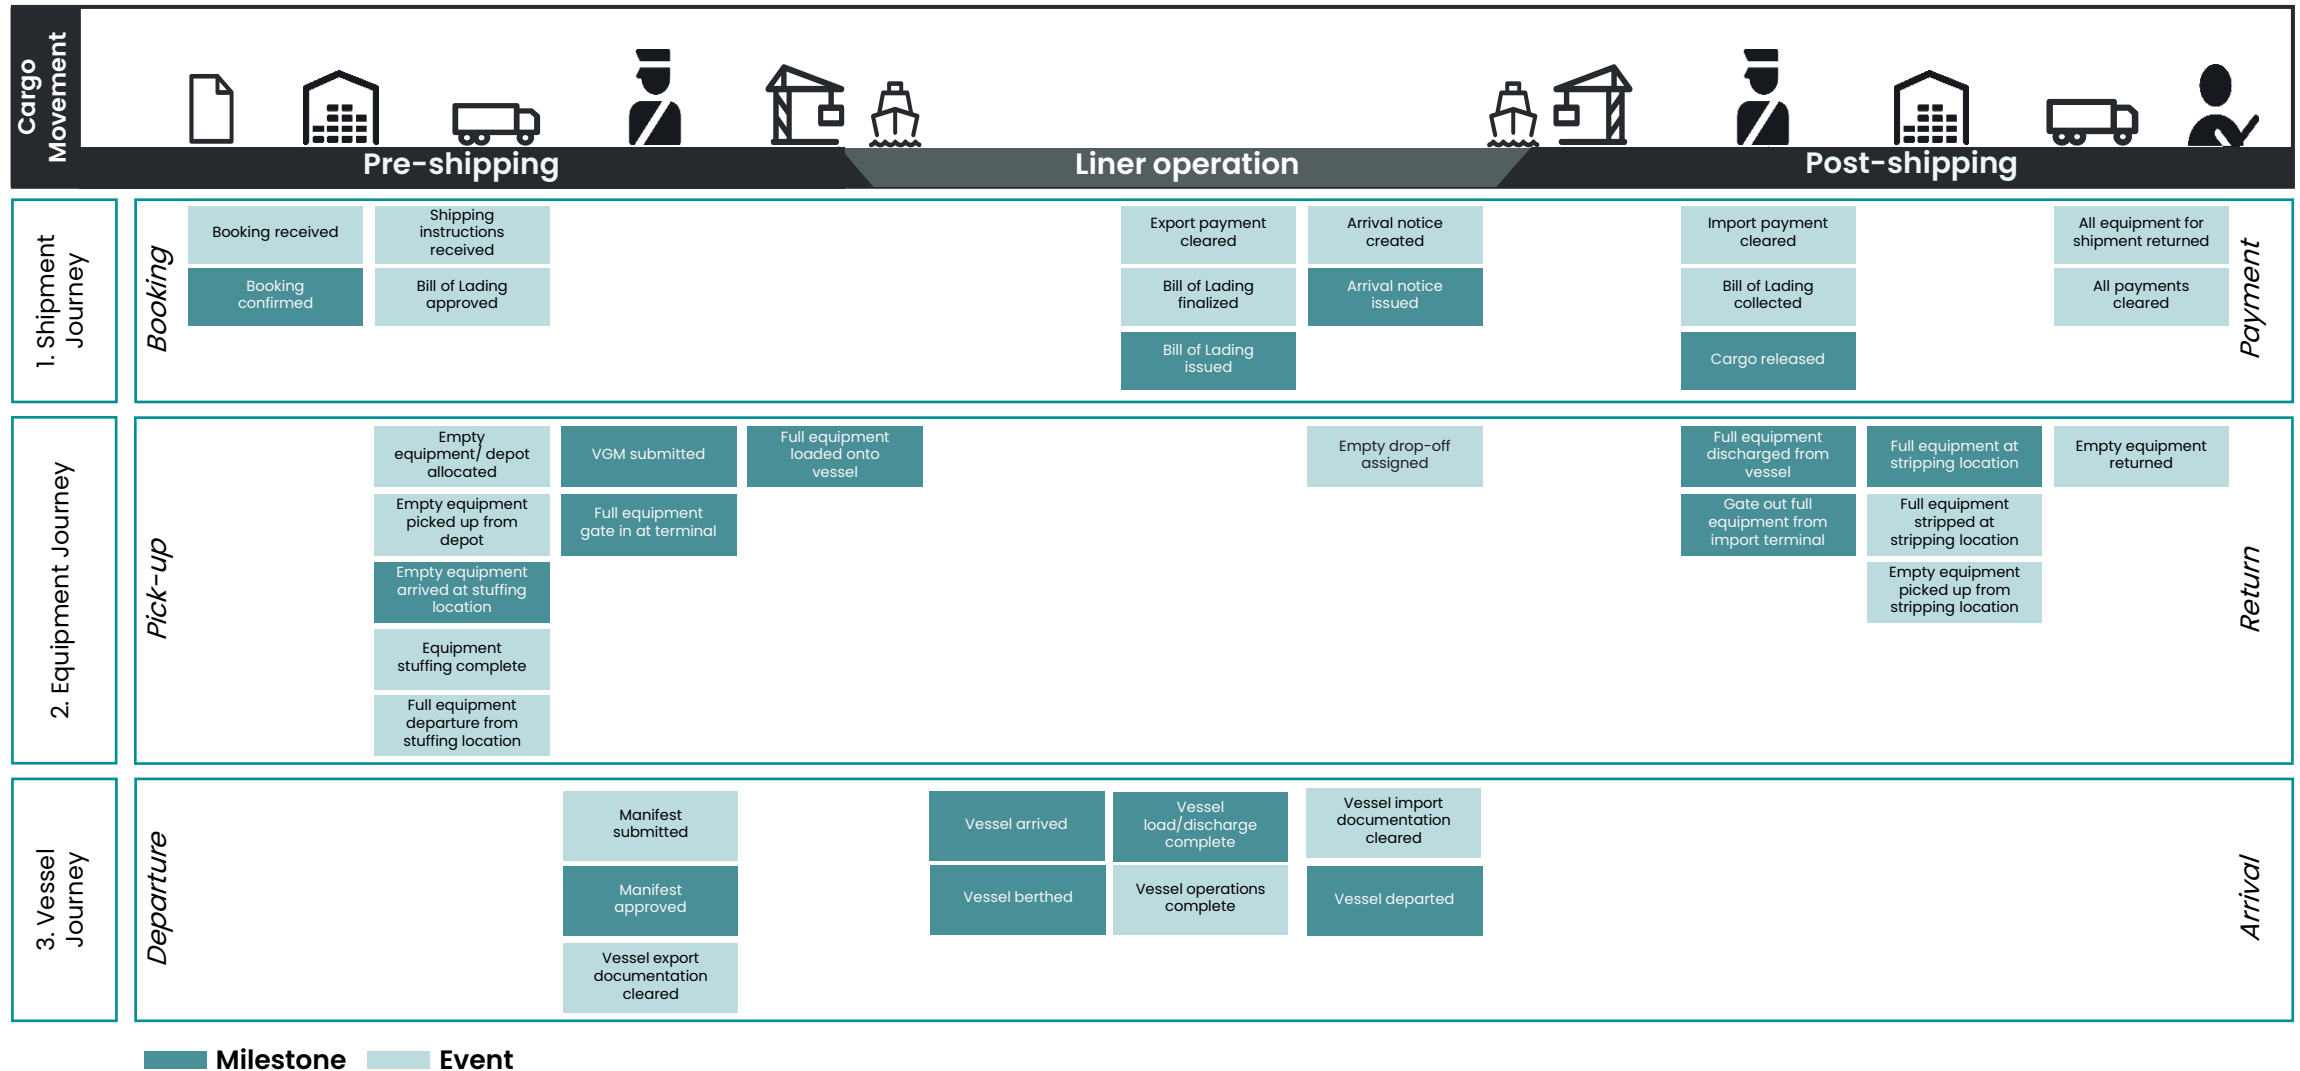 Cargo
Movement
Pre-shipping
Liner operation
Post-shipping
1. Shipment
Journey
Booking
Booking received
Booking
confirmed
Shipping
instructions
received
Bill of Lading
approved
Export payment
cleared
Bill of Lading
finalized
Bill of Lading
issued
Arrival notice
created
Arrival notice
issued
Import payment
cleared
Bill of Lading
collected
Cargo released
All equipment for
shipment returned
All payments
cleared
Payment
2. Equipment Journey
Pick-up
Empty
equipment/ depot
allocated
Empty equipment
picked up from
depot
Empty equipment
arrived at stuffing
location
Equipment
stuffing complete
Full equipment
departure from
stuffing location
VGM submitted
Full equipment
gate in at terminal
Full equipment
loaded onto
vessel
Empty drop-off
assigned
Full equipment
discharged from
vessel
Gate out full
equipment from
import terminal
Full equipment at
stripping location
Full equipment
stripped at
stripping location
Empty equipment
picked up from
stripping location
Empty equipment
returned
Return
3. Vessel
Journey
Departure
Manifest
submitted
Manifest
approved
Vessel export
documentation
cleared
Vessel arrived
Vessel berthed
Vessel
load/discharge
complete
Vessel operations
complete
Vessel import
documentation
cleared
Vessel departed
Arrival
Milestone
Event